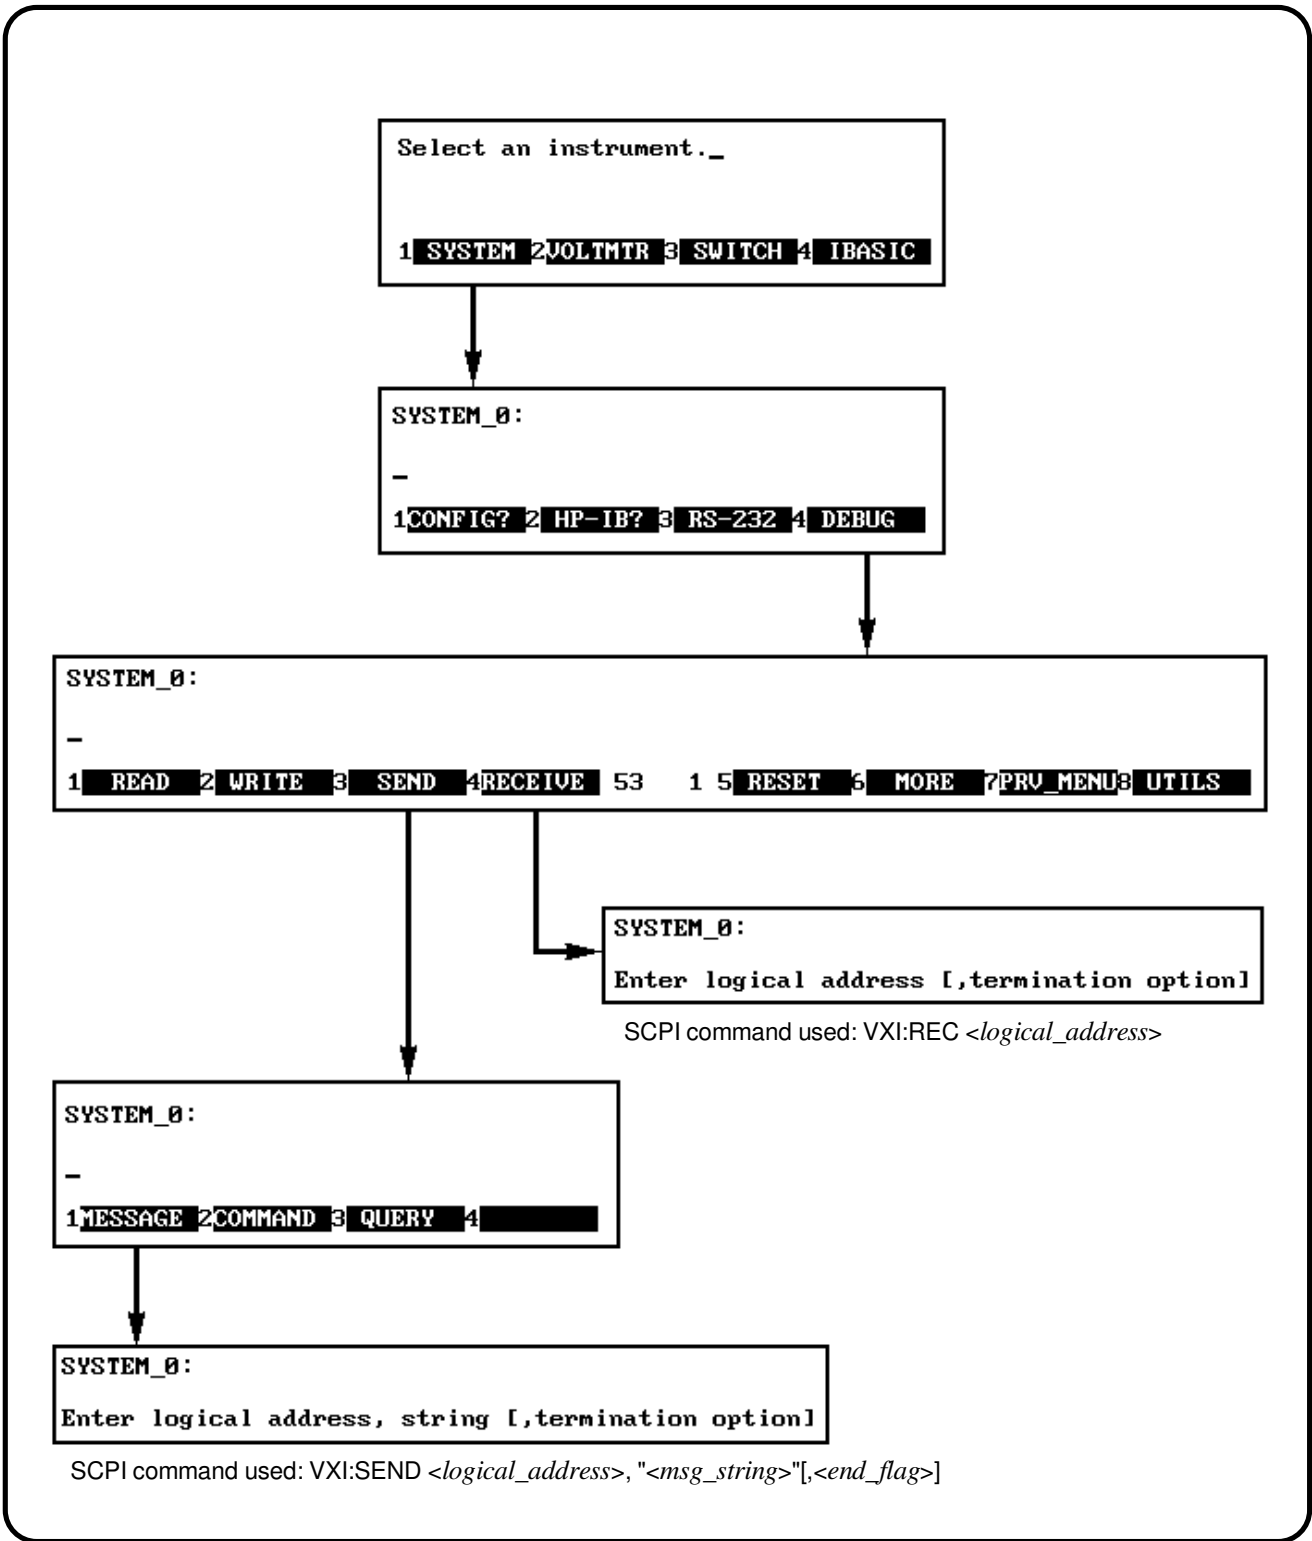 Select an instrument._
1 SYSTEM 2VOLTMTR 3 SWITCH 4 IBASIC
SYSTEM_0:
_
1CONFIG? 2 HP-IB? 3 RS-232 4 DEBUG
SYSTEM_0:
_
1 READ 2 WRITE 3 SEND 4RECEIVE 53 1 5 RESET 6 MORE 7PRV_MENU8 UTILS
SYSTEM_0:
Enter logical address [,termination option]
SCPI command used: VXI:REC <logical_address>
SYSTEM_0:
_
1MESSAGE 2COMMAND 3 QUERY 4
SYSTEM_0:
Enter logical address, string [,termination option]
SCPI command used: VXI:SEND <logical_address>, "<msg_string>"[,<end_flag>]